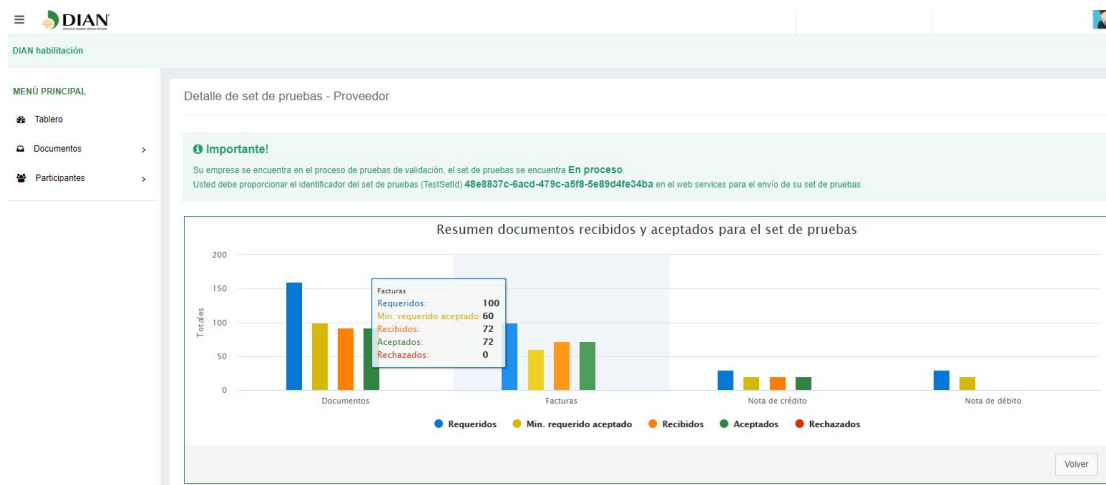 DIAN
DIAN habilitación
MENÚ PRINCIPAL
Tablero
Documentos
Participantes
Detalle de set de pruebas - Proveedor
Importante!
Su empresa se encuentra en el proceso de pruebas de validación, el set de pruebas se encuentra En proceso.
Usted debe proporcionar el identificador del set de pruebas (TestSetId) 48e8837c-6acd-479c-a5f8-5e89d4fe34ba en el web services para el envío de su set de pruebas.
Resumen documentos recibidos y aceptados para el set de pruebas
Totales
200
150
100
50
0
Facturas
Requeridos: 100
Min. requerido aceptado: 60
Recibidos: 72
Aceptados: 72
Rechazados: 0
Documentos Facturas Nota de crédito Nota de débito
Requeridos Min. requerido aceptado Recibidos Aceptados Rechazados
Volver